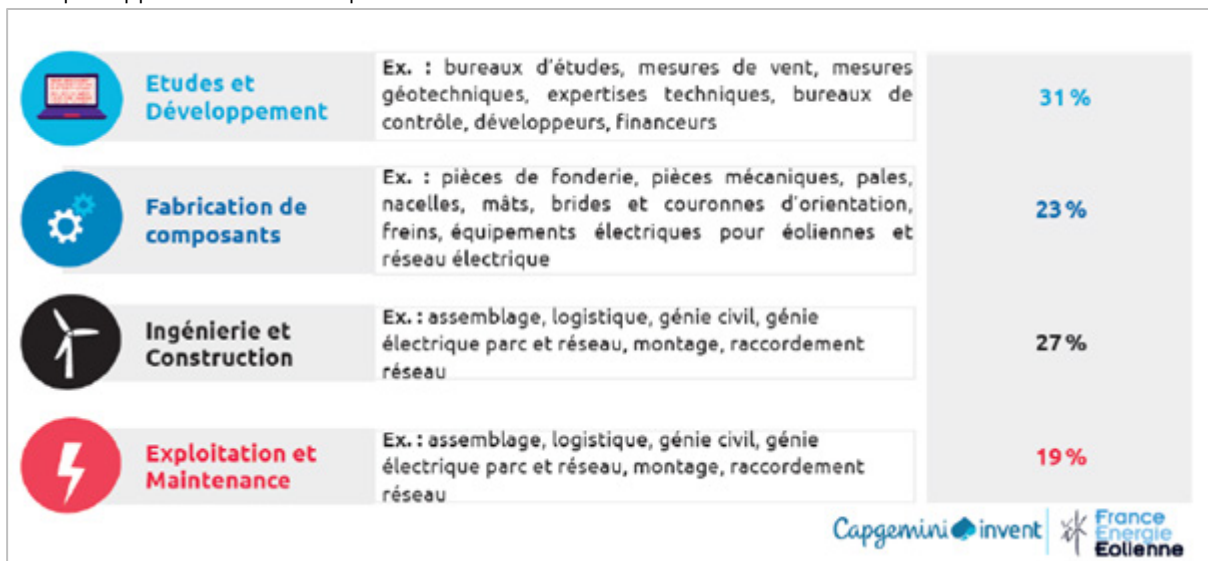 Etudes et
Développement
Ex. : bureaux d'études, mesures de vent, mesures
géotechniques, expertises techniques, bureaux de
contrôle, développeurs, financeurs
31 %
Fabrication de
composants
Ex. : pièces de fonderie, pièces mécaniques, pales,
nacelles, mâts, brides et couronnes d'orientation,
freins, équipements électriques pour éoliennes et
réseau électrique
23 %
Ingénierie et
Construction
Ex. : assemblage, logistique, génie civil, génie
électrique parc et réseau, montage, raccordement
réseau
27 %
Exploitation et
Maintenance
Ex. : assemblage, logistique, génie civil, génie
électrique parc et réseau, montage, raccordement
réseau
19 %
Capgemini invent
France
Energie
Eolienne